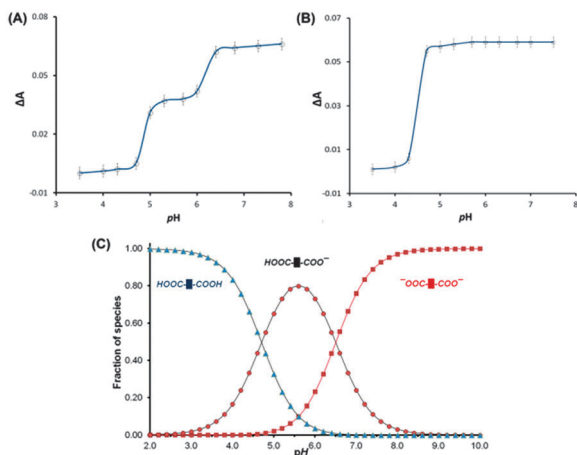 (A)
0.08
0.05
0.02
-0.01
ΔA
3 4 5 6 7 8
pH
(B)
0.07
0.05
0.03
0.01
-0.01
ΔA
3 4 5 6 7 8
pH
(C)
1.00
0.80
0.60
0.40
0.20
0.00
Fraction of species
HOOC-█-COOH
HOOC-█-COO⁻
⁻OOC-█-COO⁻
2.0 3.0 4.0 5.0 6.0 7.0 8.0 9.0 10.0
pH